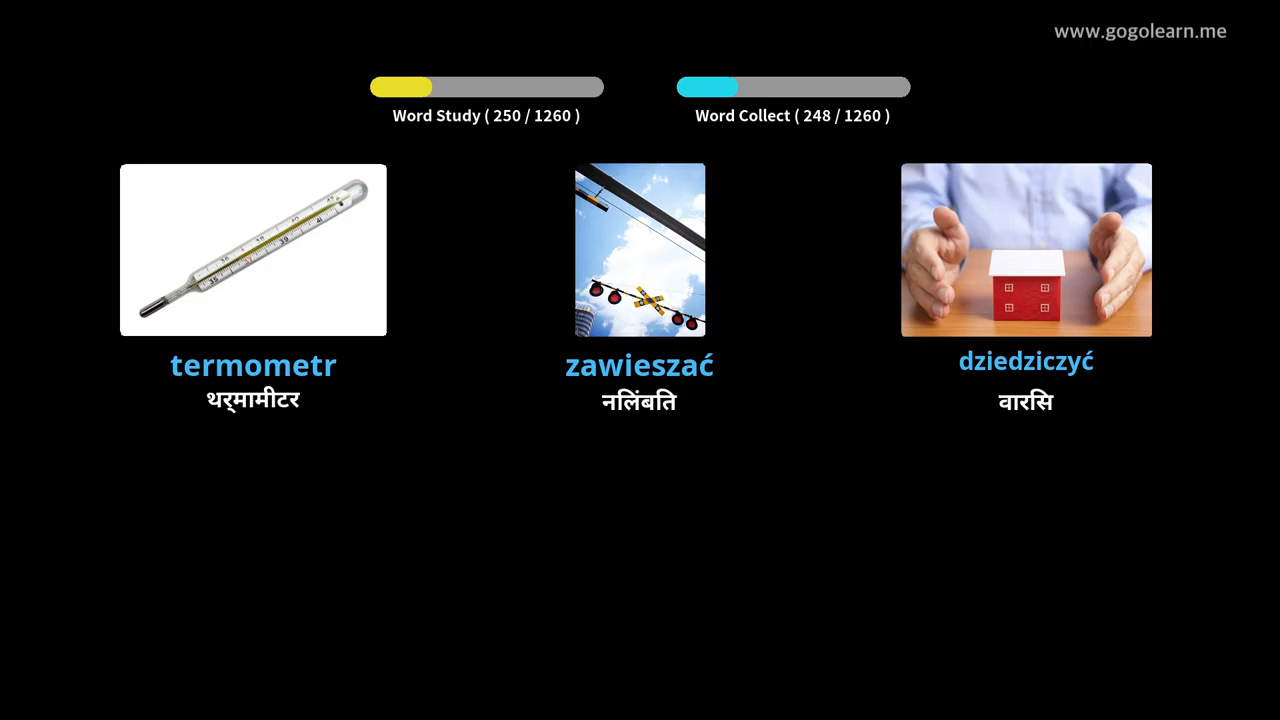 www.gogolearn.me
Word Study ( 250 / 1260 )
Word Collect ( 248 / 1260 )
termometr
zawieszać
dziedziczyć
थर्‌मामीटर
नलिंबति
वारसि